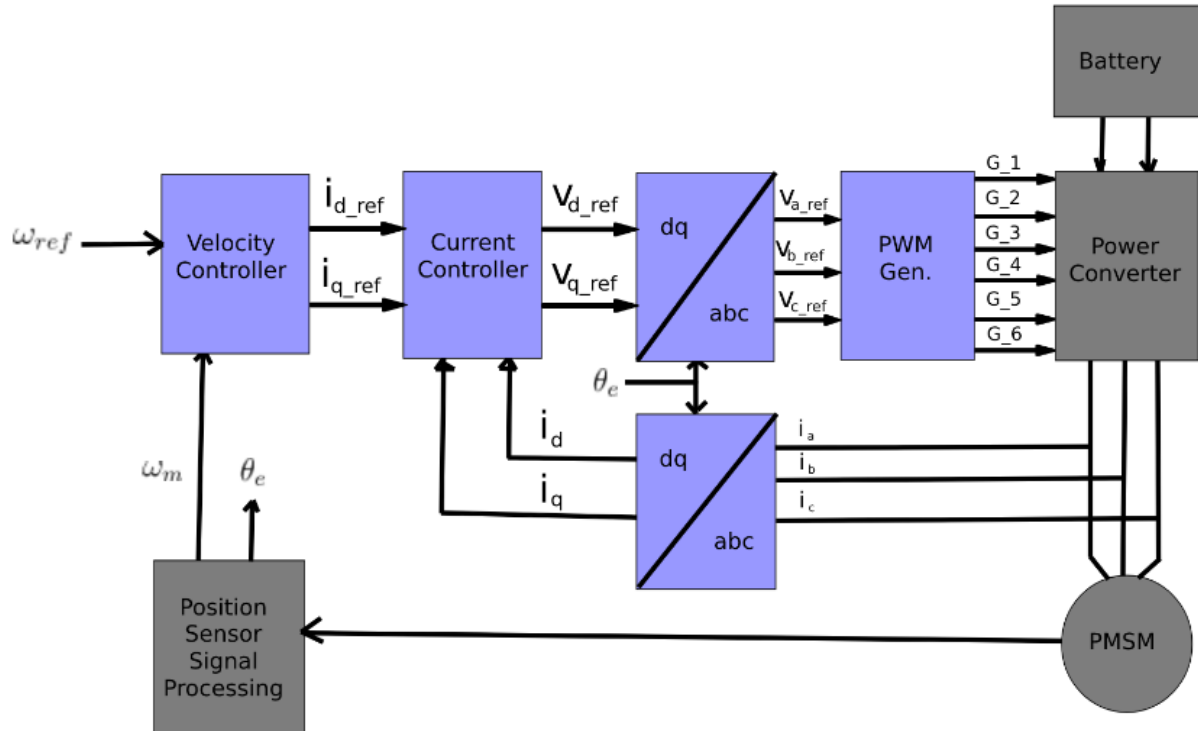 Battery
ω_ref
Velocity
Controller
i_d_ref
i_q_ref
Current
Controller
v_d_ref
v_q_ref
dq
abc
v_a_ref
v_b_ref
v_c_ref
PWM
Gen.
G_1
G_2
G_3
G_4
G_5
G_6
Power
Converter
θ_e
i_d
i_q
dq
abc
i_a
i_b
i_c
ω_m
θ_e
Position
Sensor
Signal
Processing
PMSM